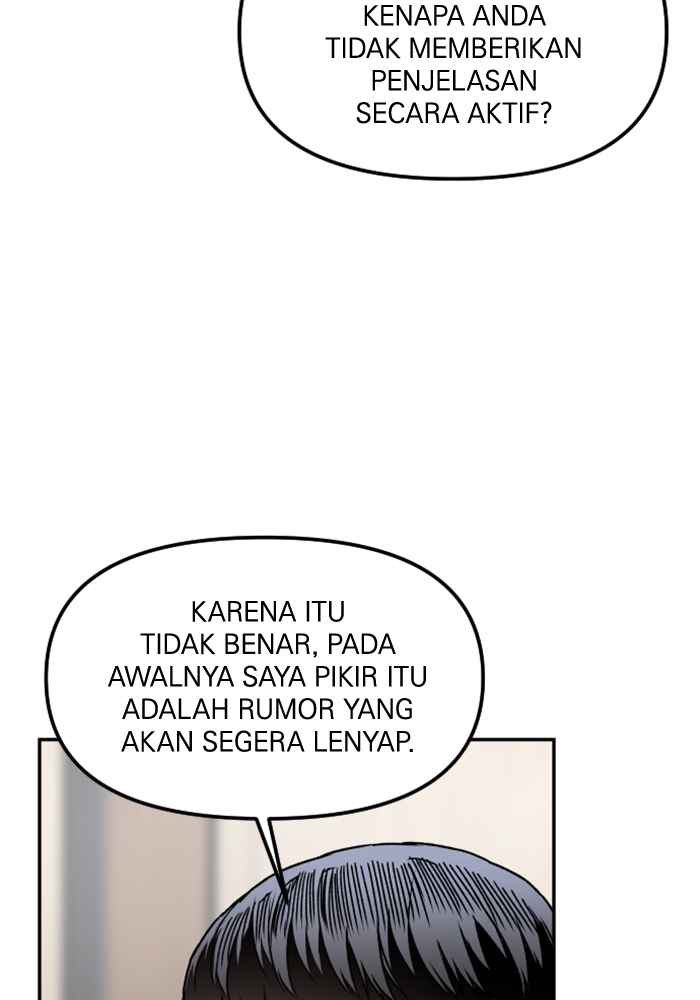 KENAPA ANDA
TIDAK MEMBERIKAN
PENJELASAN
SECARA AKTIF?
KARENA ITU
TIDAK BENAR, PADA
AWALNYA SAYA PIKIR ITU
ADALAH RUMOR YANG
AKAN SEGERA LENYAP.